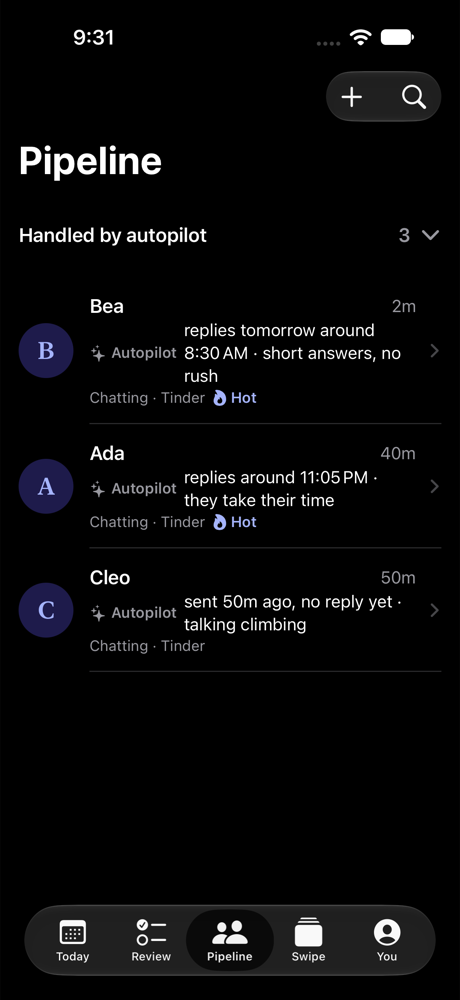 9:31
Pipeline
Handled by autopilot 3
Bea 2m
B
Autopilot replies tomorrow around
8:30 AM · short answers, no
rush
Chatting · Tinder Hot
Ada 40m
A
Autopilot replies around 11:05 PM ·
they take their time
Chatting · Tinder Hot
Cleo 50m
C
Autopilot sent 50m ago, no reply yet ·
talking climbing
Chatting · Tinder
Today Review Pipeline Swipe You